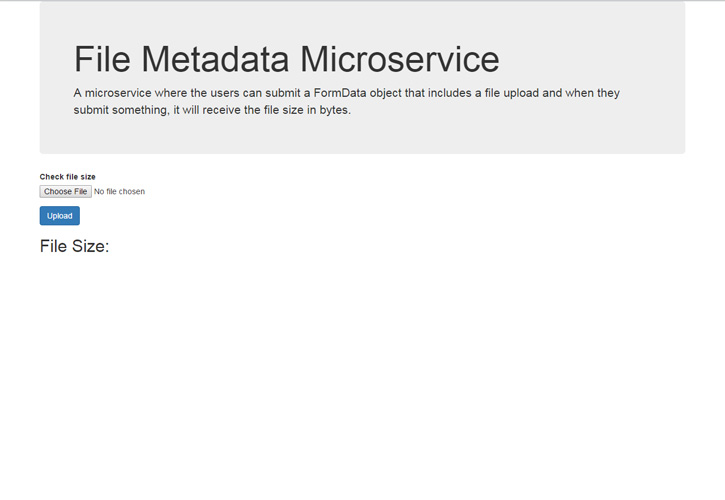 File Metadata Microservice
A microservice where the users can submit a FormData object that includes a file upload and when they
submit something, it will receive the file size in bytes.
Check file size
Choose File No file chosen
Upload
File Size: